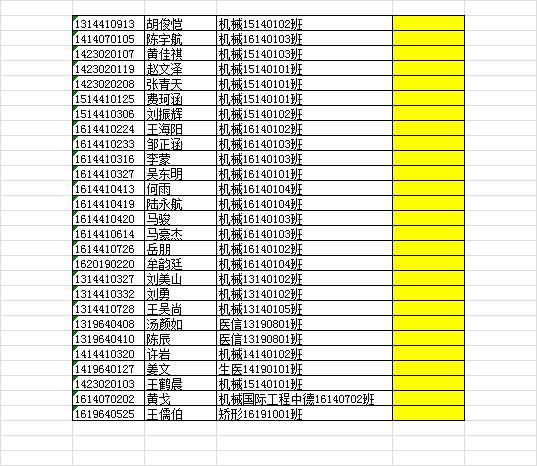 1314410913 胡俊恺 机械15140102班
1414070105 陈宇航 机械16140103班
1423020107 黄佳祺 机械15140103班
1423020119 赵文泽 机械15140101班
1423020208 张青天 机械15140101班
1514410125 费珂涵 机械15140101班
1514410306 刘振辉 机械15140102班
1614410224 王海阳 机械16140102班
1614410233 邹正涵 机械16140103班
1614410316 李蒙 机械16140103班
1614410327 吴东明 机械16140101班
1614410413 何雨 机械16140104班
1614410419 陆永航 机械16140104班
1614410420 马骏 机械16140103班
1614410614 马豪杰 机械16140103班
1614410726 岳朋 机械16140102班
1620190220 牟韵廷 机械16140104班
1314410327 刘美山 机械13140102班
1314410332 刘勇 机械13140102班
1314410728 王吴尚 机械13140105班
1319640408 汤颜如 医信13190801班
1319640410 陈辰 医信13190801班
1414410320 许岩 机械14140102班
1419640127 姜文 生医14190101班
1423020103 王鹤晨 机械15140101班
1614070202 黄戈 机械国际工程中德16140702班
1619640525 王儒伯 矫形16191001班